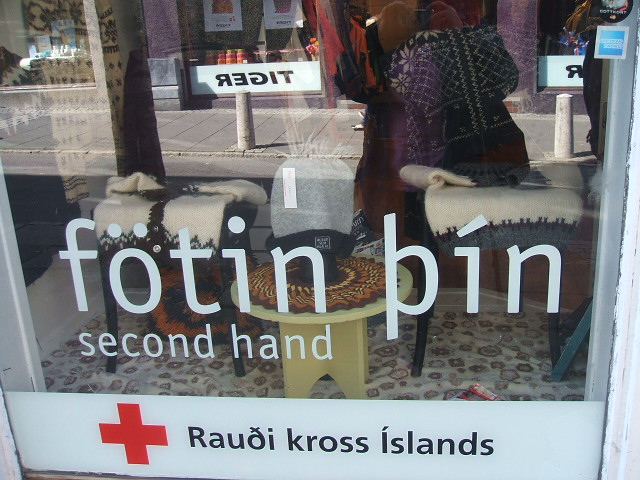 TIGER
fötin þín
second hand
Rauði kross Íslands